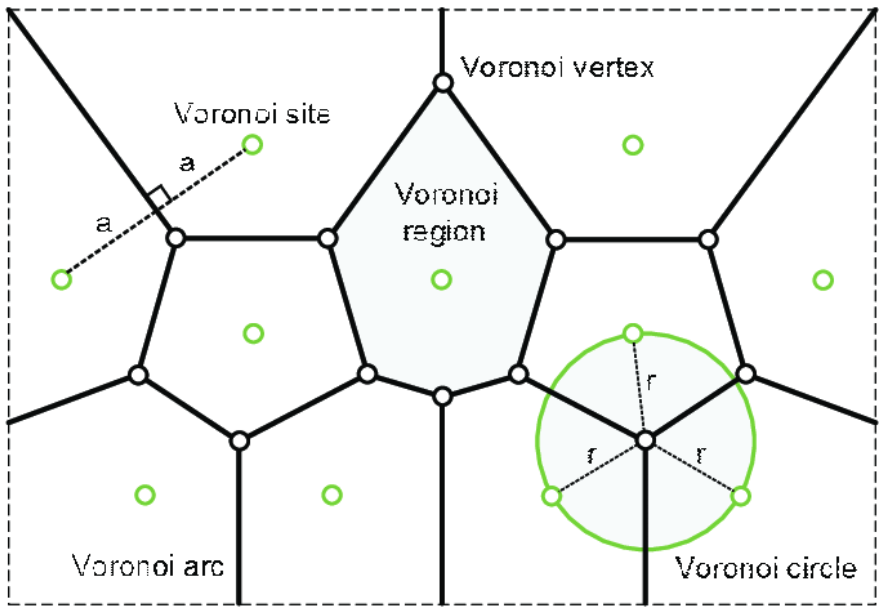 Voronoi vertex
Voronoi site
a
Voronoi
region
a
r
r
r
Voronoi arc
Voronoi circle